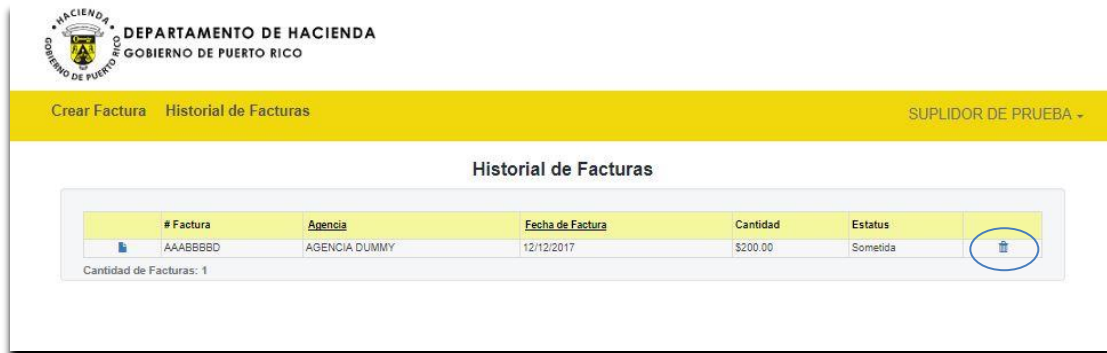 HACIENDA
GOBIERNO DE PUERTO RICO
DEPARTAMENTO DE HACIENDA
GOBIERNO DE PUERTO RICO
Crear Factura Historial de Facturas SUPLIDOR DE PRUEBA
Historial de Facturas
# Factura Agencia Fecha de Factura Cantidad Estatus
AAABBBBD AGENCIA DUMMY 12/12/2017 $200.00 Sometida
Cantidad de Facturas: 1